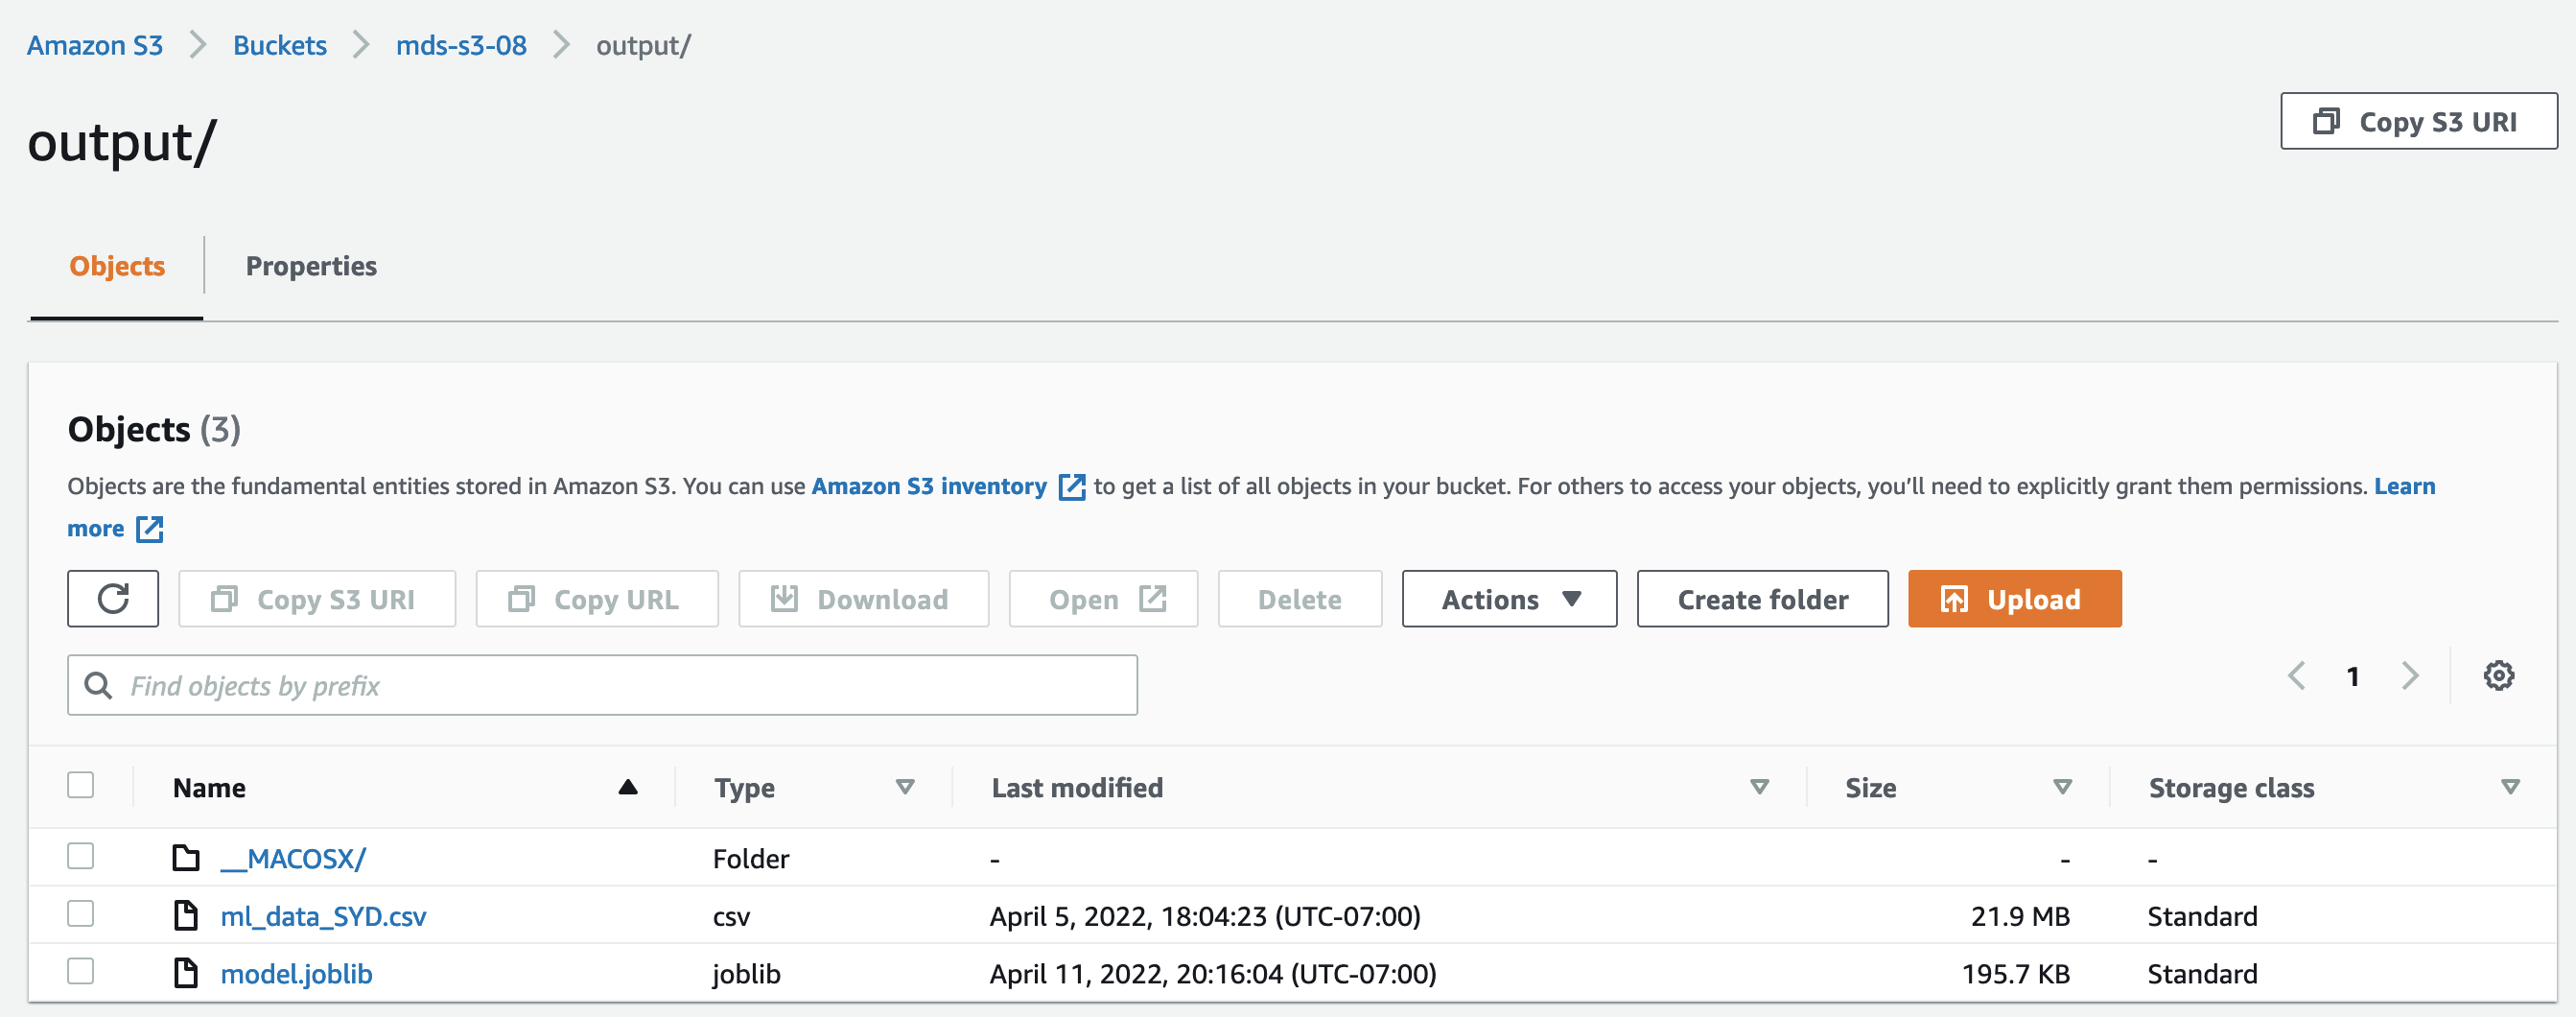 Amazon S3 > Buckets > mds-s3-08 > output/
output/
Copy S3 URI
Objects
Properties
Objects (3)
Objects are the fundamental entities stored in Amazon S3. You can use Amazon S3 inventory to get a list of all objects in your bucket. For others to access your objects, you’ll need to explicitly grant them permissions. Learn
more
Copy S3 URI Copy URL Download Open Delete Actions Create folder Upload
Find objects by prefix
1
Name Type Last modified Size Storage class
__MACOSX/ Folder - - -
ml_data_SYD.csv csv April 5, 2022, 18:04:23 (UTC-07:00) 21.9 MB Standard
model.joblib joblib April 11, 2022, 20:16:04 (UTC-07:00) 195.7 KB Standard